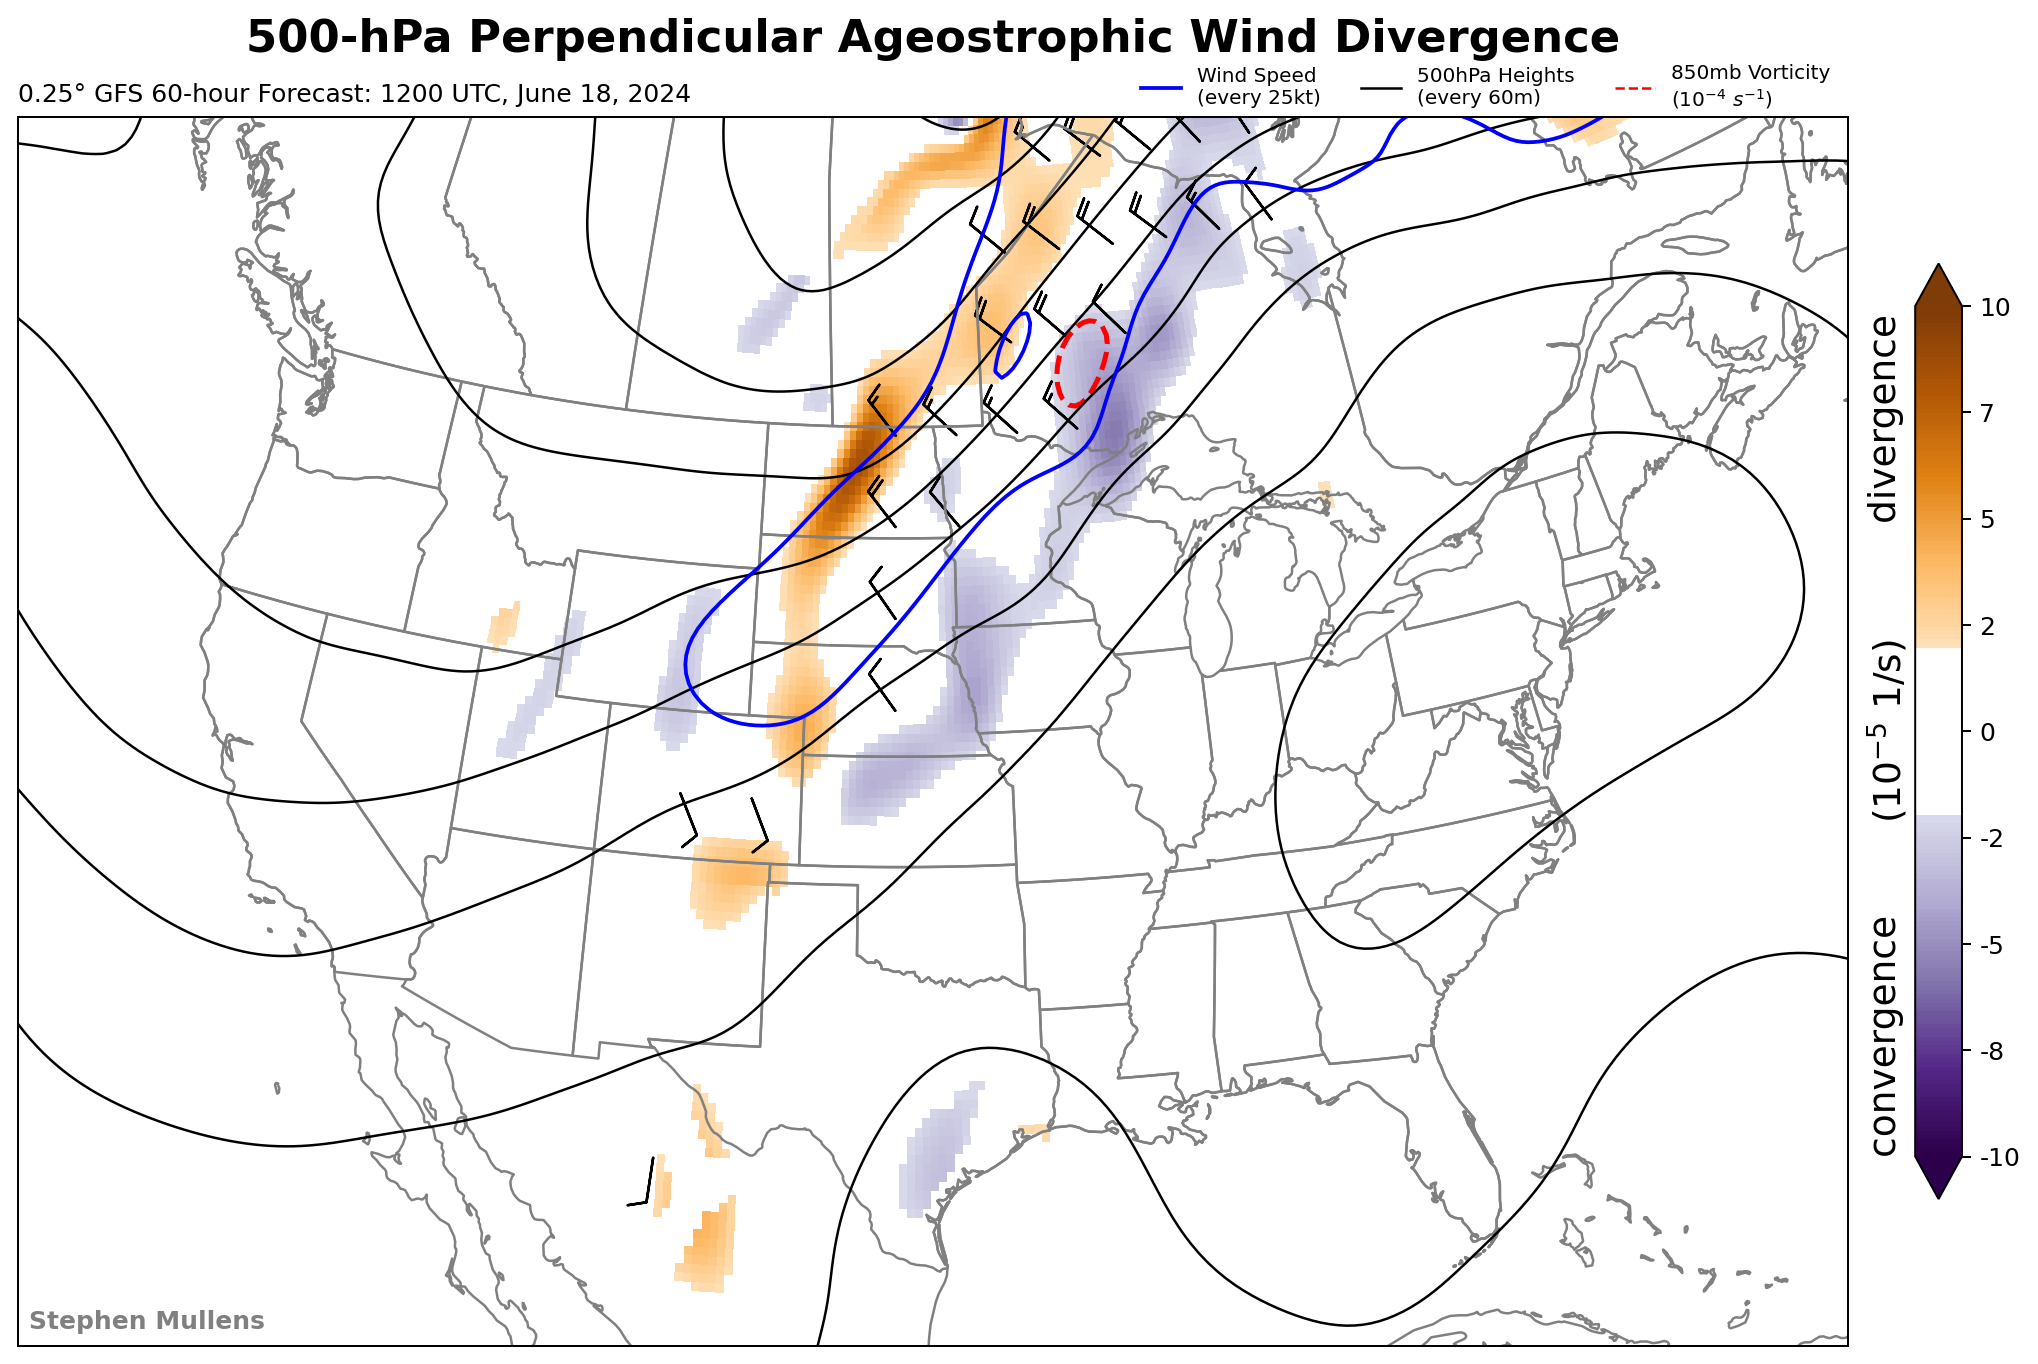 500-hPa Perpendicular Ageostrophic Wind Divergence
0.25° GFS 60-hour Forecast: 1200 UTC, June 18, 2024
Wind Speed
(every 25kt)
500hPa Heights
(every 60m)
850mb Vorticity
(10⁻⁴ s⁻¹)
10
7
5
2
0
-2
-5
-8
-10
convergence (10⁻⁵ 1/s) divergence
Stephen Mullens